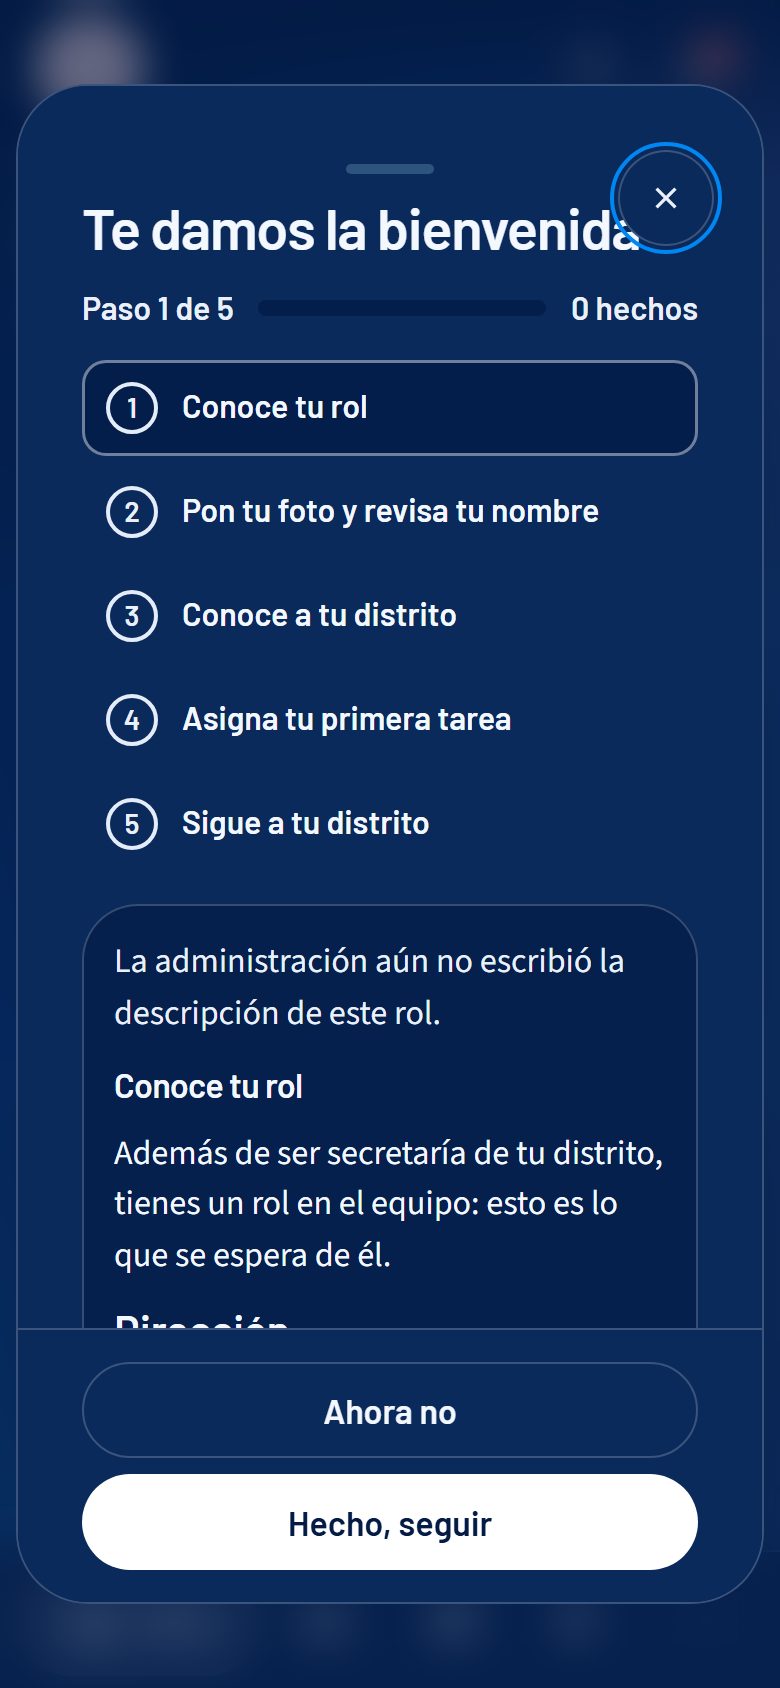 Te damos la bienvenida
Paso 1 de 5
0 hechos
1 Conoce tu rol
2 Pon tu foto y revisa tu nombre
3 Conoce a tu distrito
4 Asigna tu primera tarea
5 Sigue a tu distrito
La administración aún no escribió la
descripción de este rol.
Conoce tu rol
Además de ser secretaría de tu distrito,
tienes un rol en el equipo: esto es lo
que se espera de él.
Dirección
Ahora no
Hecho, seguir